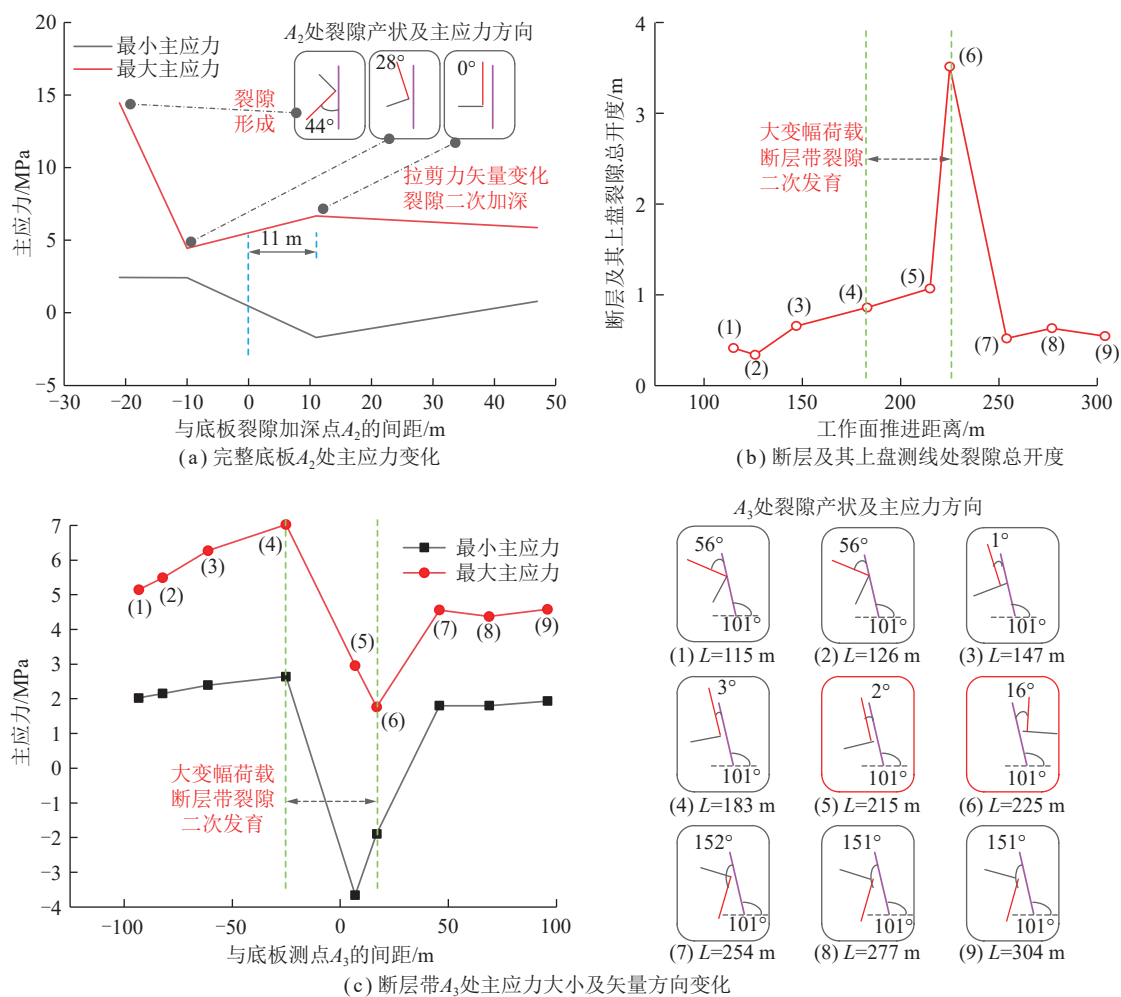 20
15
10
5
0
−5
−30
−20
−10
0
10
20
30
40
50
主应力/MPa
最小主应力
最大主应力
A2处裂隙产状及主应力方向
44°
28°
0°
裂隙
形成
拉剪力矢量变化
裂隙二次加深
11 m
与底板裂隙加深点A2的间距/m
(a) 完整底板A2处主应力变化
4
3
2
1
0
100
150
200
250
300
断层及其上盘裂隙总开度/m
大变幅荷载
断层带裂隙
二次发育
(1)
(2)
(3)
(4)
(5)
(6)
(7)
(8)
(9)
工作面推进距离/m
(b) 断层及其上盘测线处裂隙总开度
7
6
5
4
3
2
1
0
−1
−2
−3
−4
−100
−50
0
50
100
主应力/MPa
最小主应力
最大主应力
(1)
(2)
(3)
(4)
(5)
(6)
(7)
(8)
(9)
大变幅荷载
断层带裂隙
二次发育
与底板测点A3的间距/m
A3处裂隙产状及主应力方向
56°
101°
(1) L=115 m
56°
101°
(2) L=126 m
1°
101°
(3) L=147 m
3°
101°
(4) L=183 m
2°
101°
(5) L=215 m
16°
101°
(6) L=225 m
152°
101°
(7) L=254 m
151°
101°
(8) L=277 m
151°
101°
(9) L=304 m
(c) 断层带A3处主应力大小及矢量方向变化